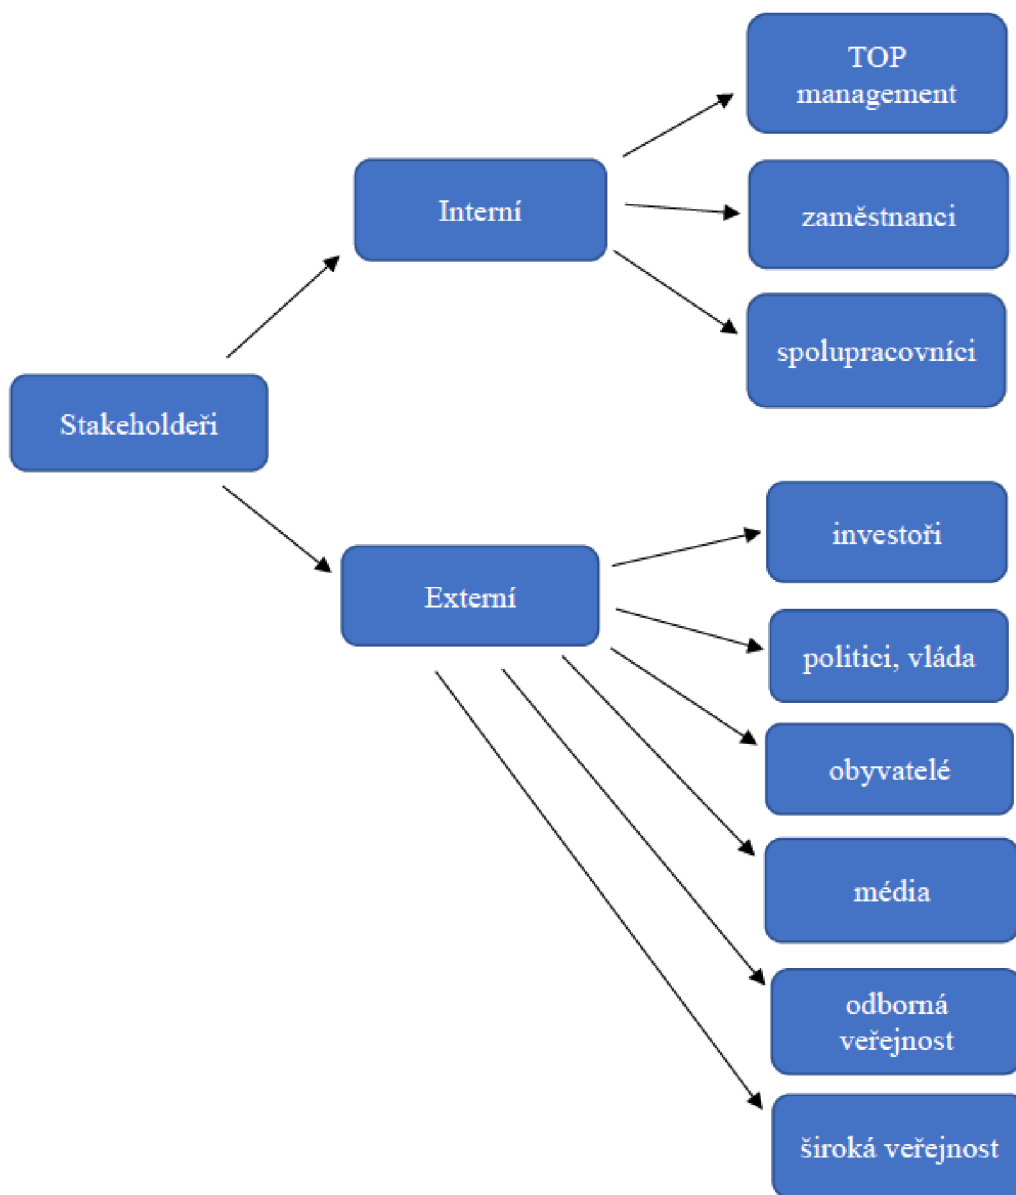 TOP
management
Interní
zaměstnanci
spolupracovníci
Stakeholdeři
investoři
Externí
politici, vláda
obyvatelé
média
odborná
veřejnost
široká veřejnost